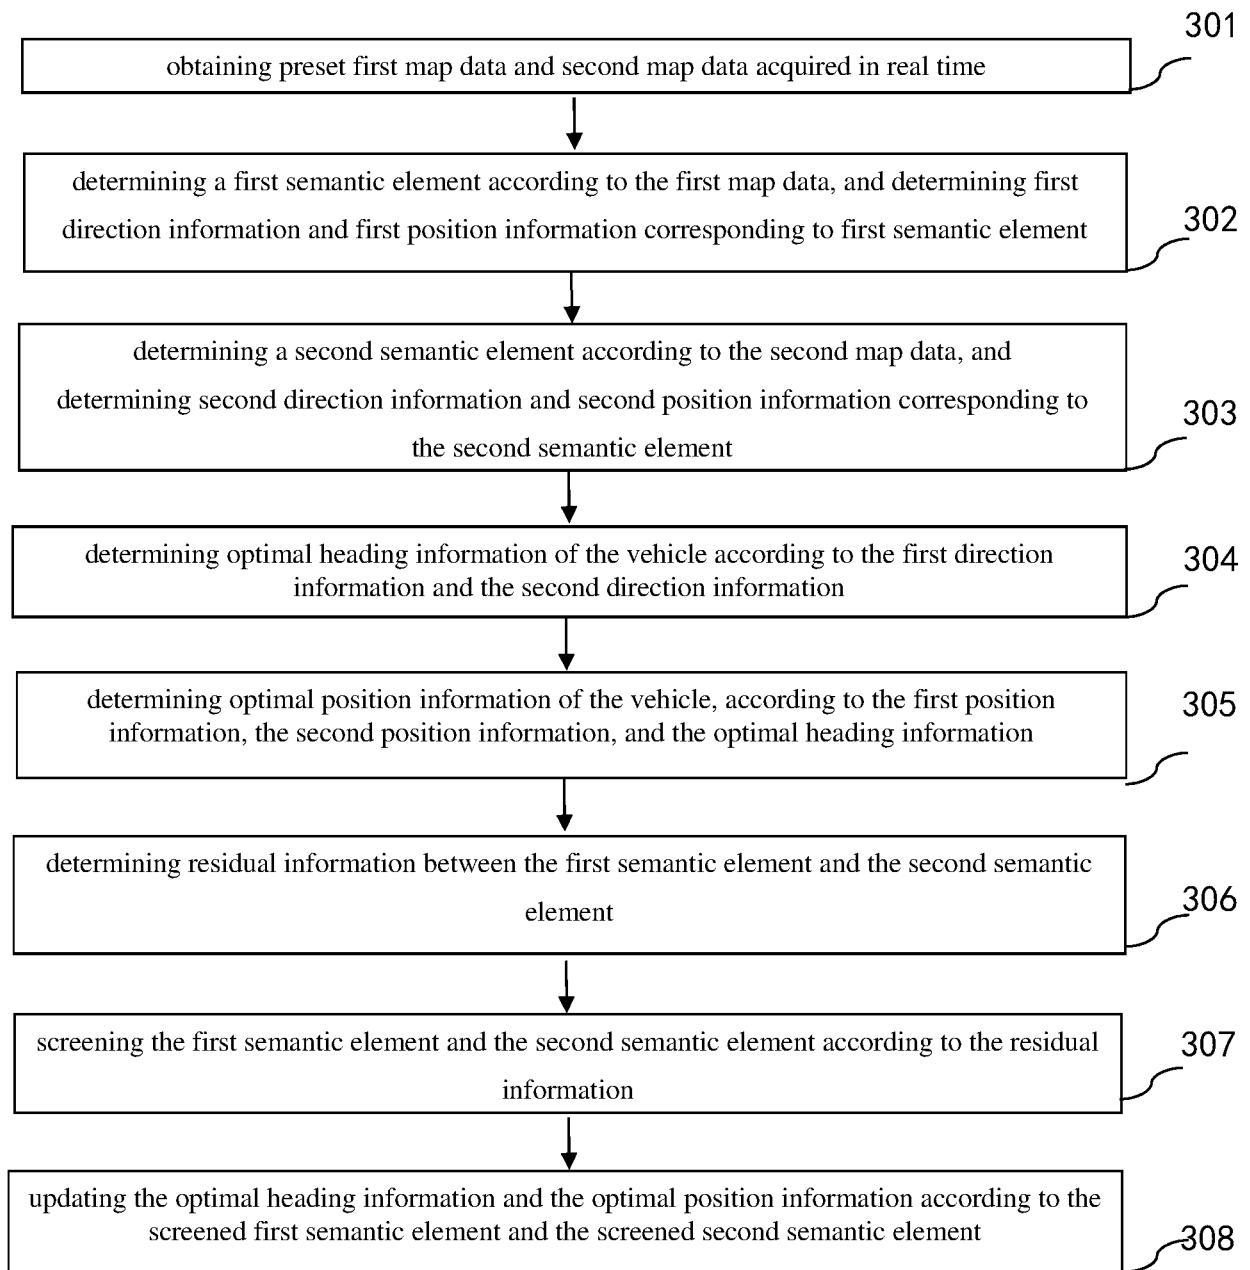 301
obtaining preset first map data and second map data acquired in real time
determining a first semantic element according to the first map data, and determining first
direction information and first position information corresponding to first semantic element
302
determining a second semantic element according to the second map data, and
determining second direction information and second position information corresponding to
the second semantic element
303
determining optimal heading information of the vehicle according to the first direction
information and the second direction information
304
determining optimal position information of the vehicle, according to the first position
information, the second position information, and the optimal heading information
305
determining residual information between the first semantic element and the second semantic
element
306
screening the first semantic element and the second semantic element according to the residual
information
307
updating the optimal heading information and the optimal position information according to the
screened first semantic element and the screened second semantic element
308